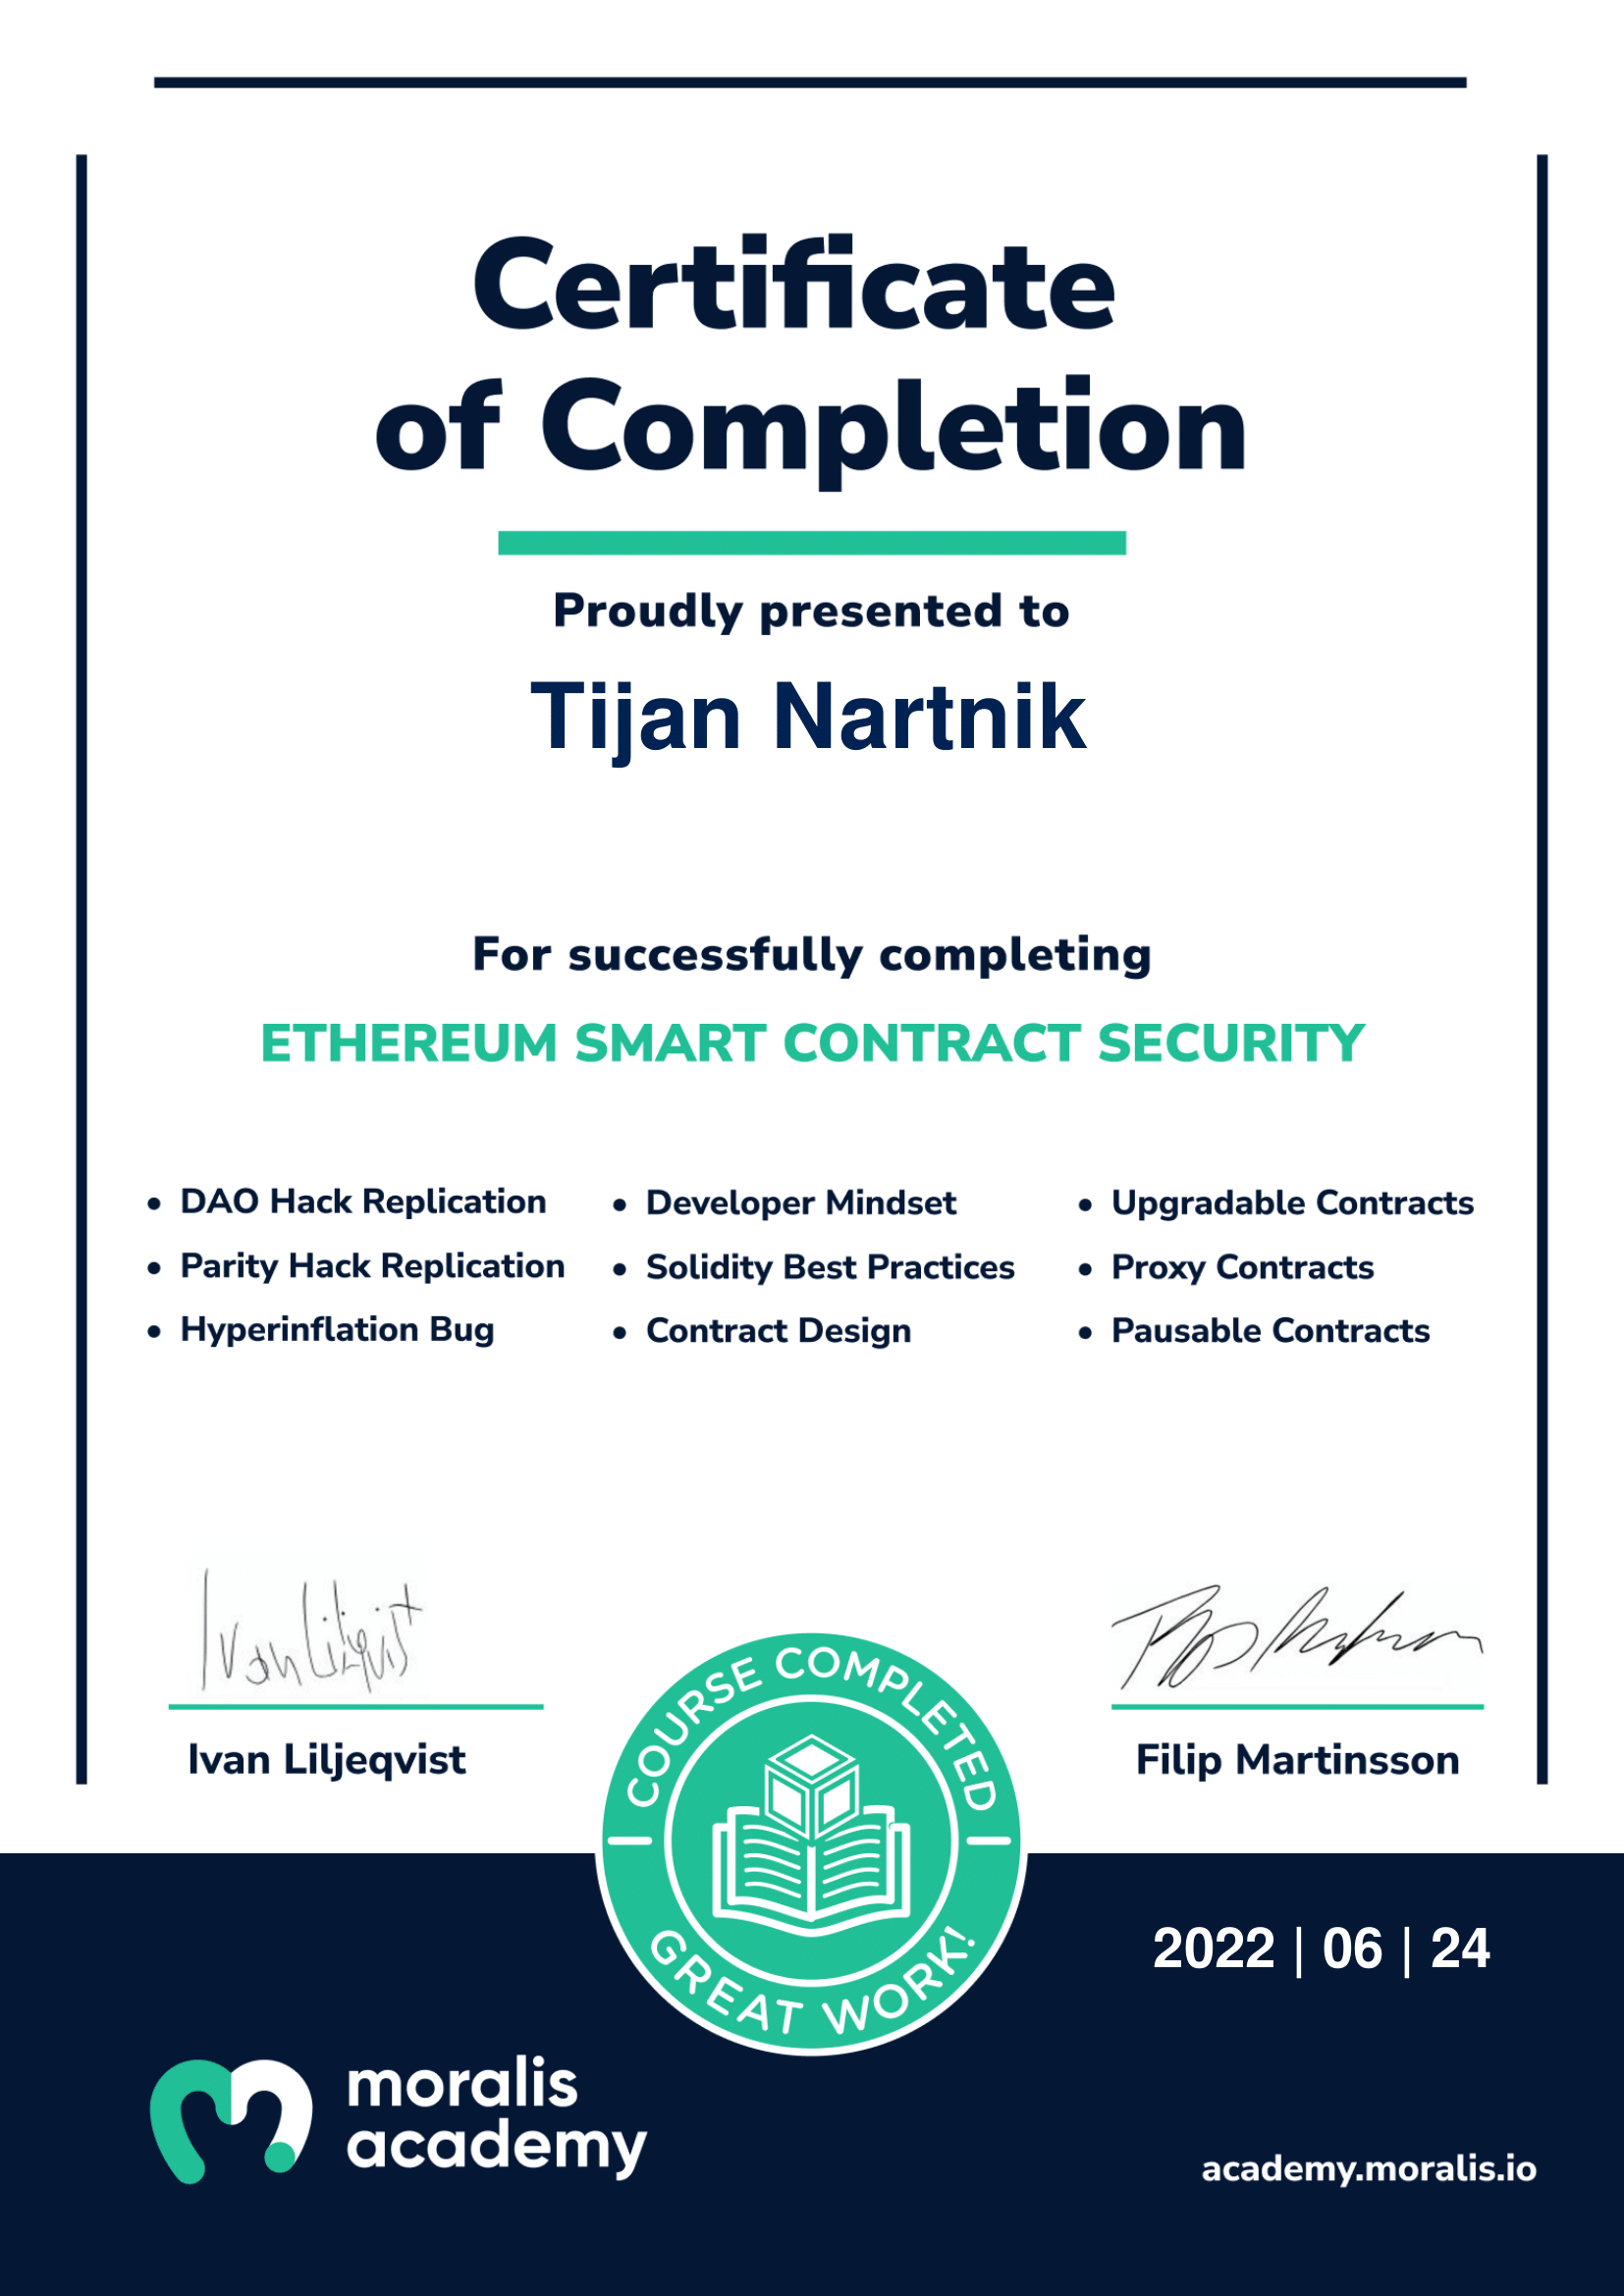 Certificate
of Completion
Proudly presented to
Tijan Nartnik
For successfully completing
ETHEREUM SMART CONTRACT SECURITY
• DAO Hack Replication
• Parity Hack Replication
• Hyperinflation Bug
• Developer Mindset
• Solidity Best Practices
• Contract Design
• Upgradable Contracts
• Proxy Contracts
• Pausable Contracts
Ivan Liljeqvist
Ivan Liljeqvist
Filip Martinsson
COURSE COMPLETED
GREAT WORK!
2022 | 06 | 24
moralis
academy
academy.moralis.io